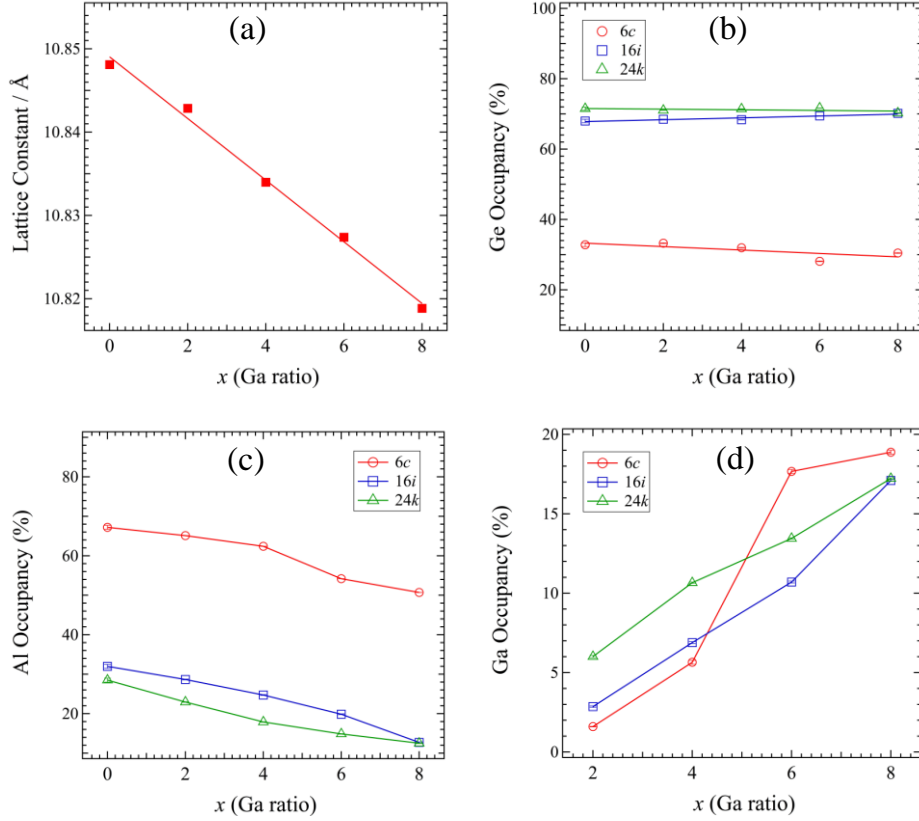 (a)
Lattice Constant / Å
10.85
10.84
10.83
10.82
0 2 4 6 8
x (Ga ratio)
(b)
6c
16i
24k
Ge Occupancy (%)
100
80
60
40
20
0 2 4 6 8
x (Ga ratio)
(c)
6c
16i
24k
Al Occupancy (%)
80
60
40
20
0 2 4 6 8
x (Ga ratio)
(d)
6c
16i
24k
Ga Occupancy (%)
20
15
10
5
0
2 4 6 8
x (Ga ratio)